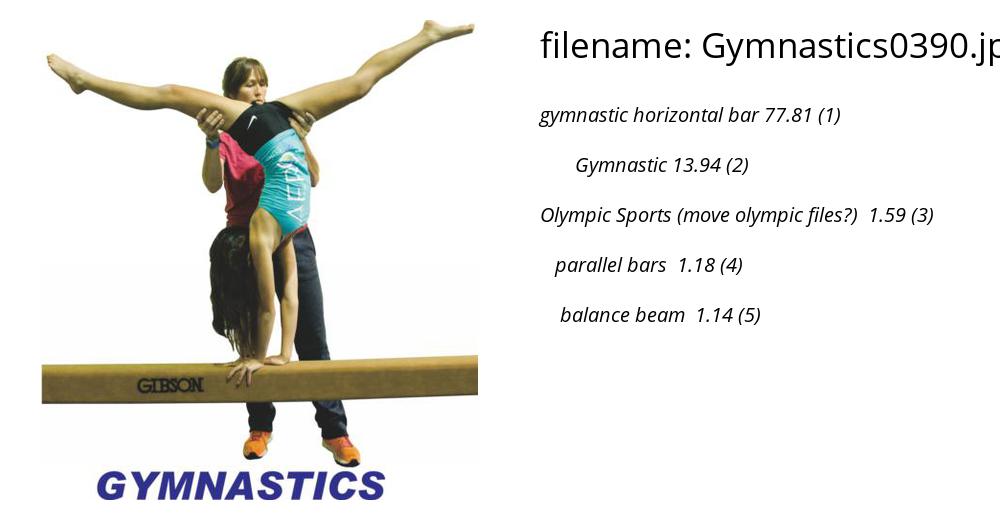 filename: Gymnastics0390.jp
gymnastic horizontal bar 77.81 (1)
Gymnastic 13.94 (2)
Olympic Sports (move olympic files?) 1.59 (3)
parallel bars 1.18 (4)
balance beam 1.14 (5)
AERO
GIBSON
GYMNASTICS